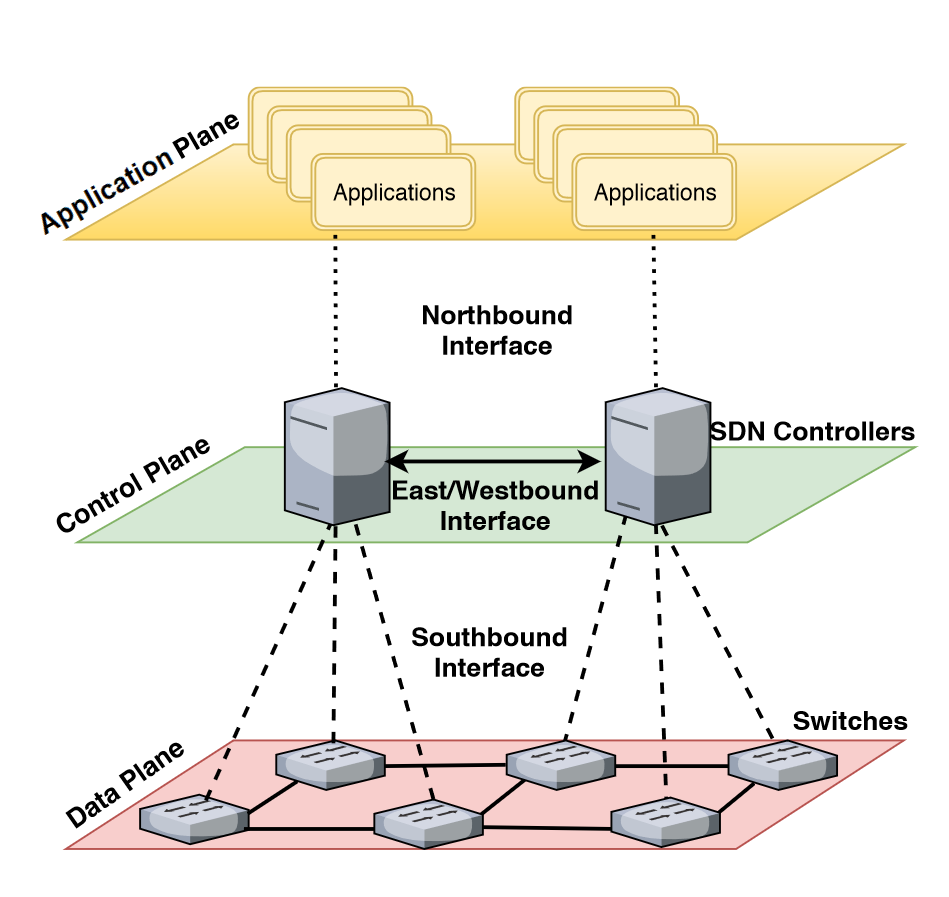 Application Plane
Applications
Applications
Northbound
Interface
SDN Controllers
Control Plane
East/Westbound
Interface
Southbound
Interface
Switches
Data Plane